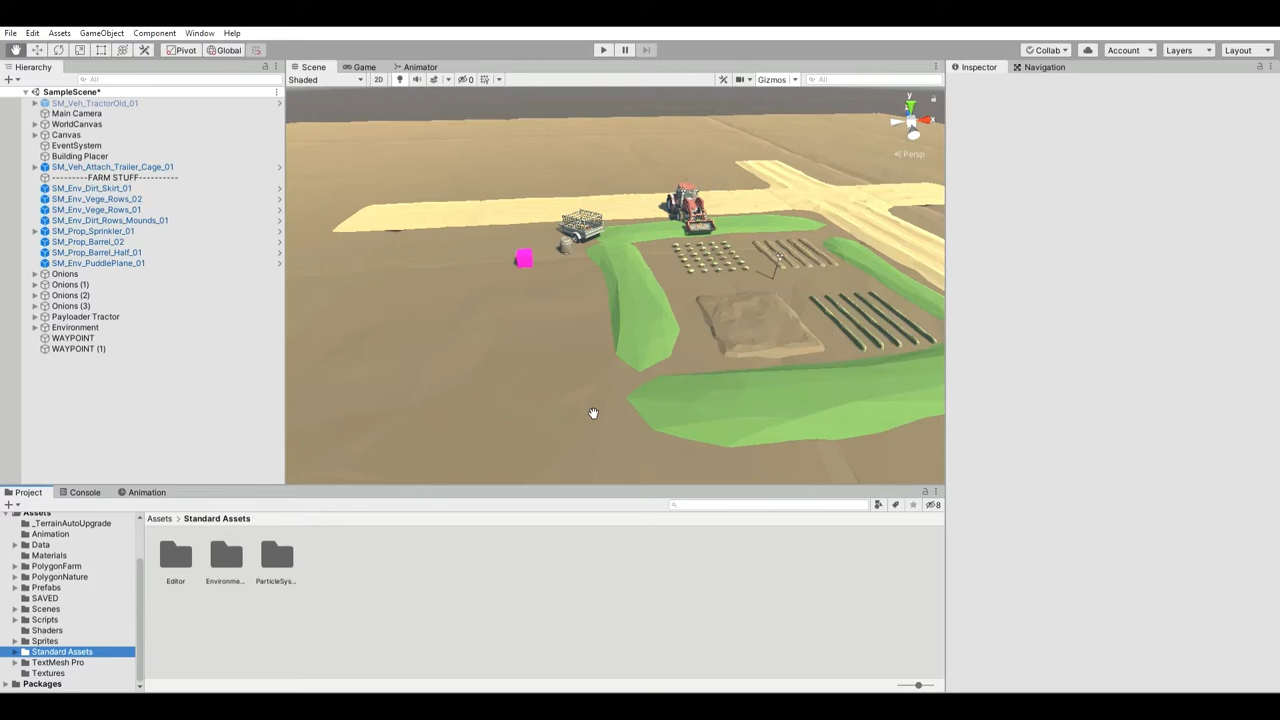 File Edit Assets GameObject Component Window Help
Pivot Global Collab Account Layers Layout
Hierarchy Scene Game Animator Inspector Navigation
All Shaded 2D 0 Gizmos All
SampleScene*
SM_Veh_TractorOld_01
Main Camera
WorldCanvas
Canvas
EventSystem
Building Placer
SM_Veh_Attach_Trailer_Cage_01
---------FARM STUFF----------
SM_Env_Dirt_Skirt_01
SM_Env_Vege_Rows_02
SM_Env_Vege_Rows_01
SM_Env_Dirt_Rows_Mounds_01
SM_Prop_Sprinkler_01
SM_Prop_Barrel_02
SM_Prop_Barrel_Half_01
SM_Env_PuddlePlane_01
Onions
Onions (1)
Onions (2)
Onions (3)
Payloader Tractor
Environment
WAYPOINT
WAYPOINT (1)
y
x
Persp
Project Console Animation
8
Assets
_TerrainAutoUpgrade
Animation
Data
Materials
PolygonFarm
PolygonNature
Prefabs
SAVED
Scenes
Scripts
Shaders
Sprites
Standard Assets
TextMesh Pro
Textures
Packages
Assets > Standard Assets
Editor Environme... ParticleSys...